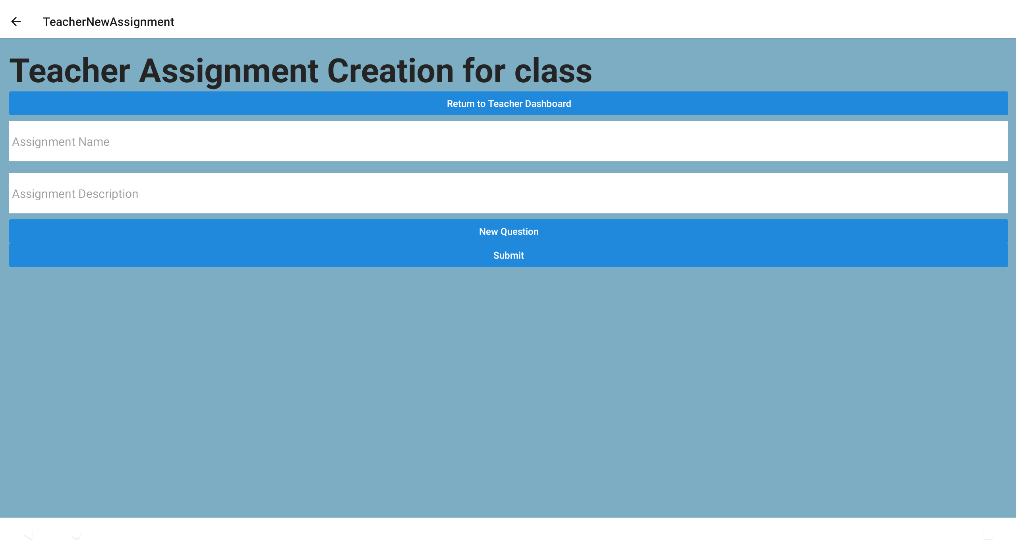 TeacherNewAssignment
Teacher Assignment Creation for class
Return to Teacher Dashboard
Assignment Name
Assignment Description
New Question
Submit